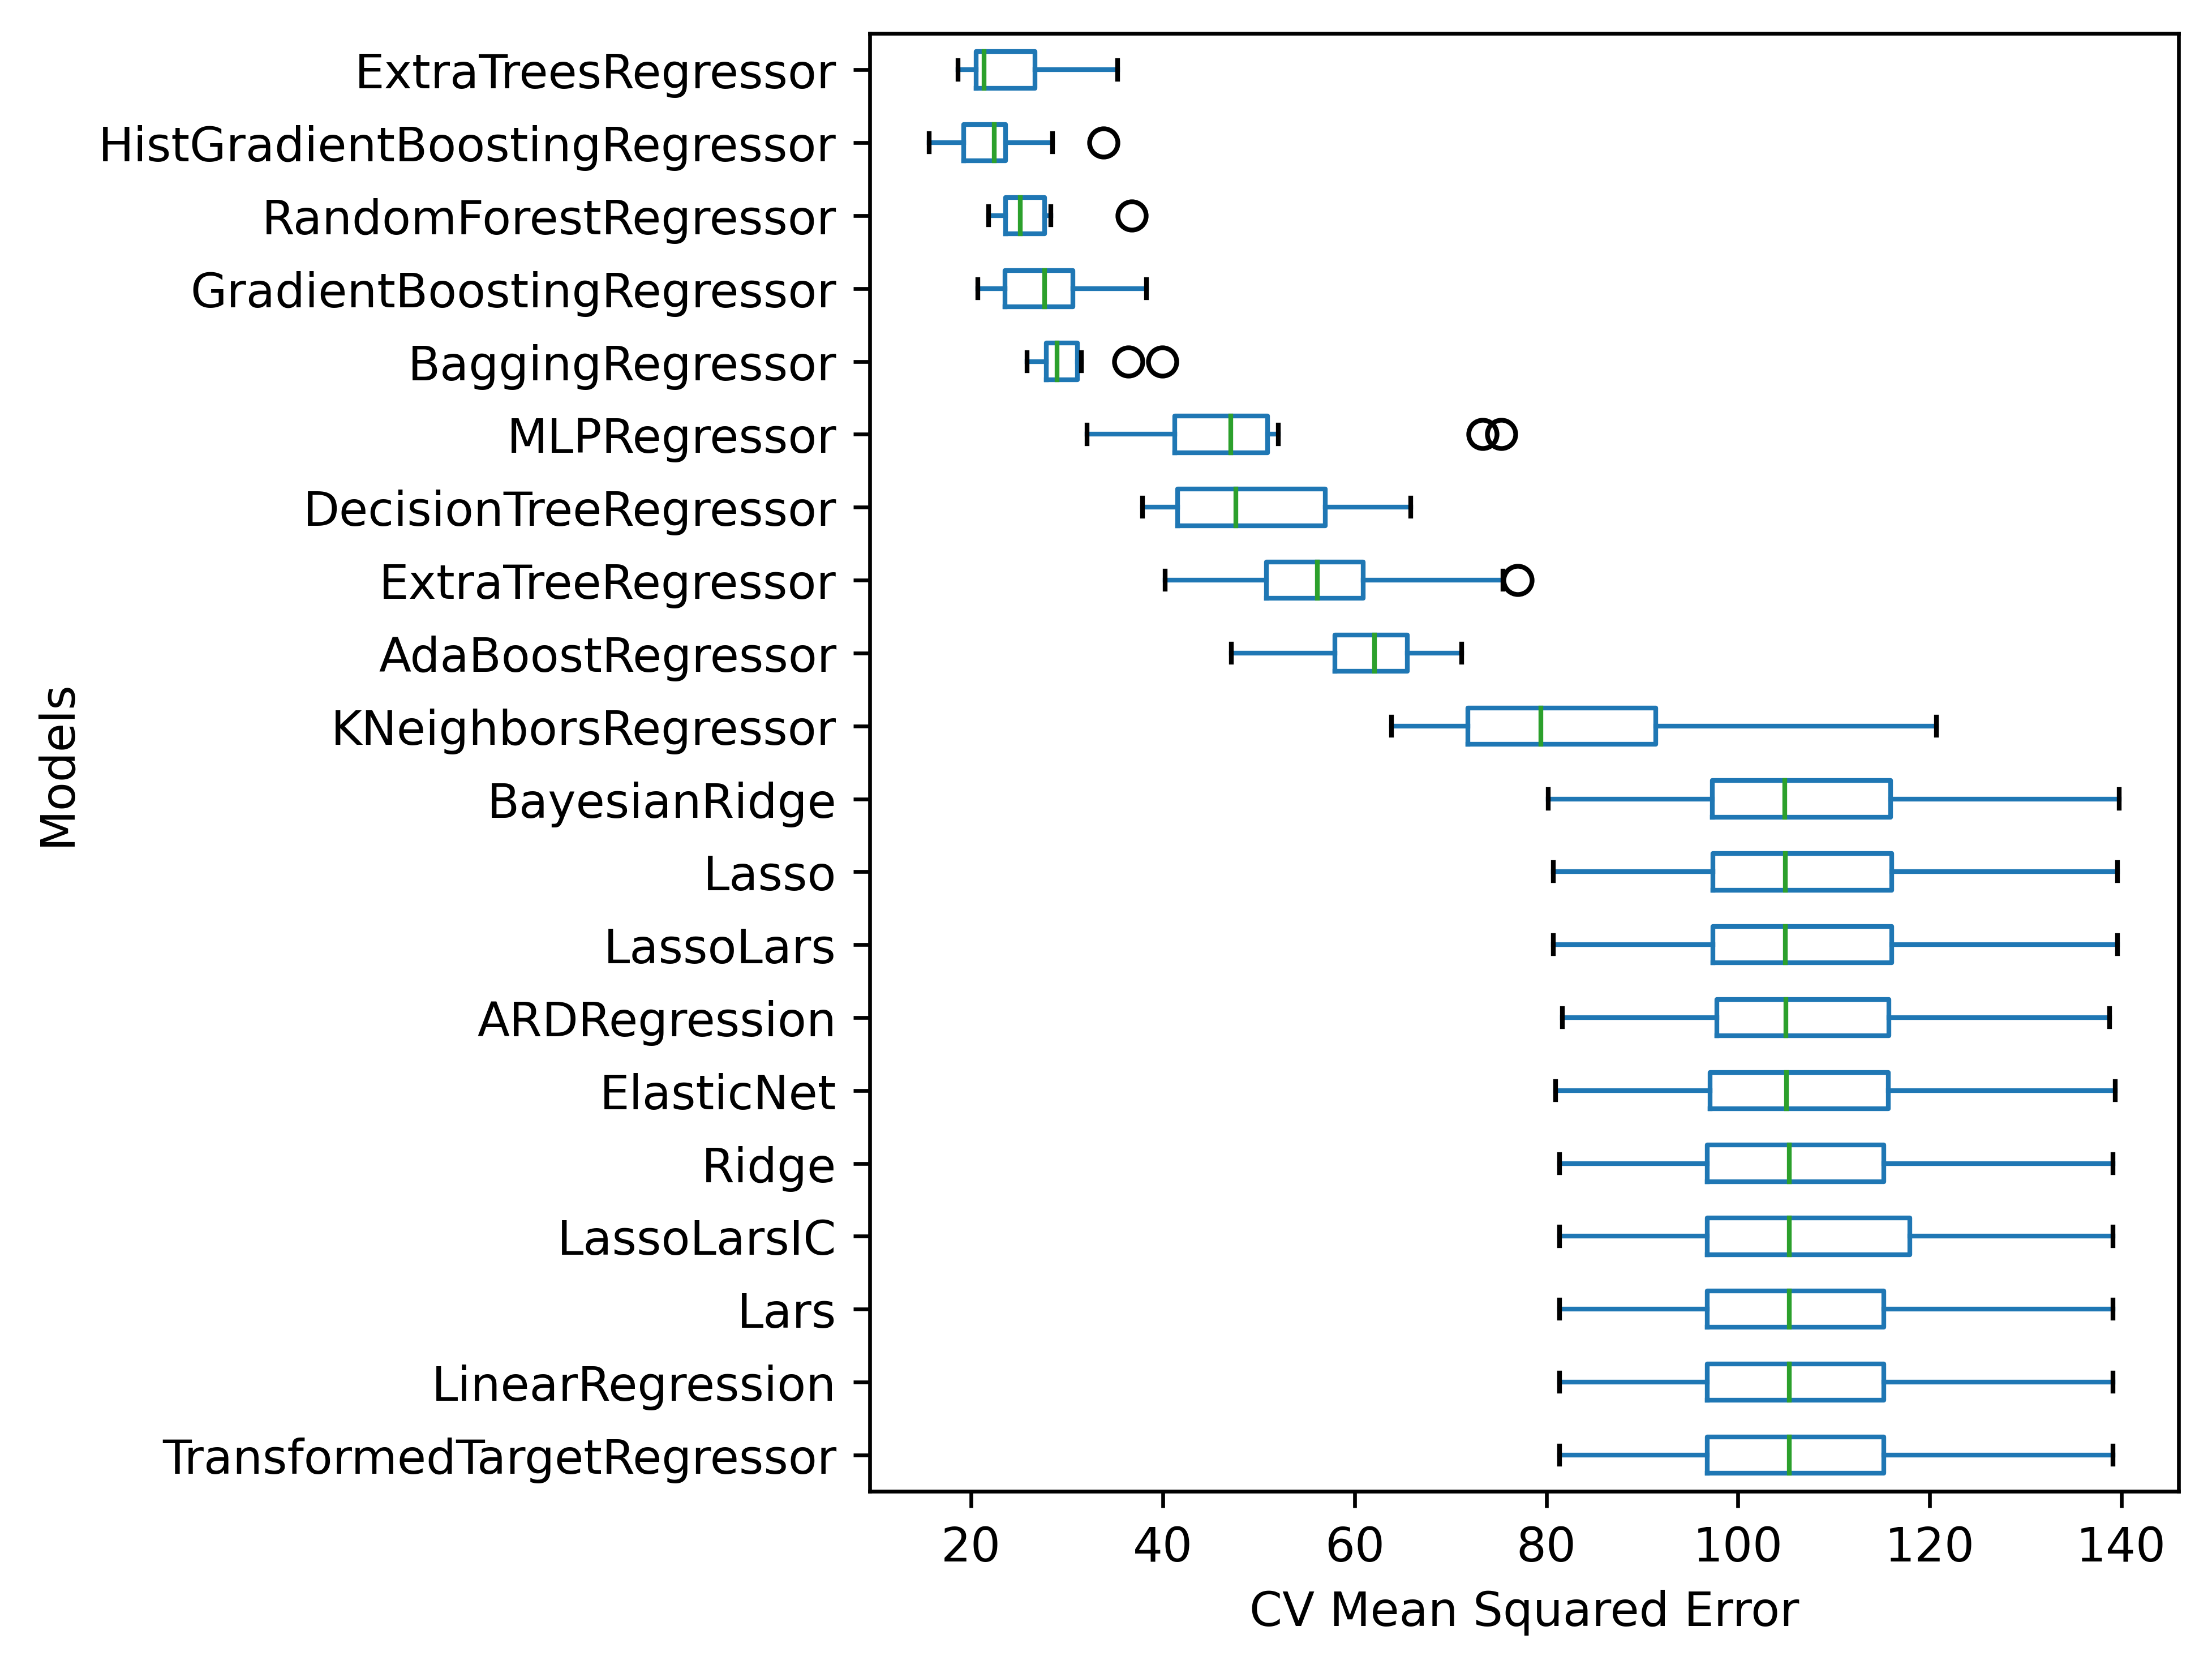 ExtraTreesRegressor
HistGradientBoostingRegressor
RandomForestRegressor
GradientBoostingRegressor
BaggingRegressor
MLPRegressor
DecisionTreeRegressor
ExtraTreeRegressor
AdaBoostRegressor
KNeighborsRegressor
BayesianRidge
Lasso
LassoLars
ARDRegression
ElasticNet
Ridge
LassoLarsIC
Lars
LinearRegression
TransformedTargetRegressor
Models
20 40 60 80 100 120 140
CV Mean Squared Error